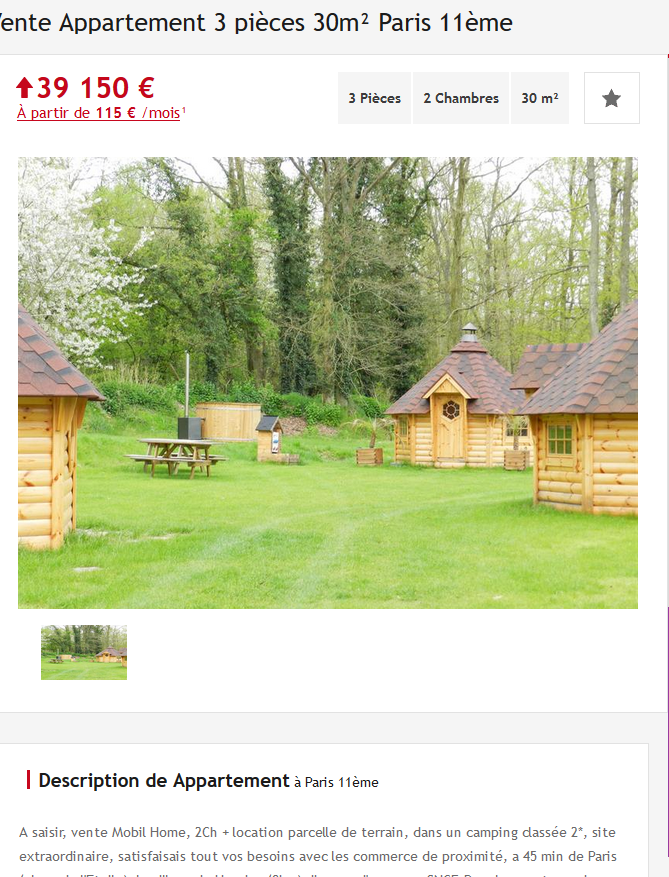 Vente Appartement 3 pièces 30m² Paris 11ème
39 150 €
À partir de 115 € /mois¹
3 Pièces
2 Chambres
30 m²
Description de Appartement à Paris 11ème
A saisir, vente Mobil Home, 2Ch + location parcelle de terrain, dans un camping classée 2*, site
extraordinaire, satisfaisais tout vos besoins avec les commerce de proximité, a 45 min de Paris